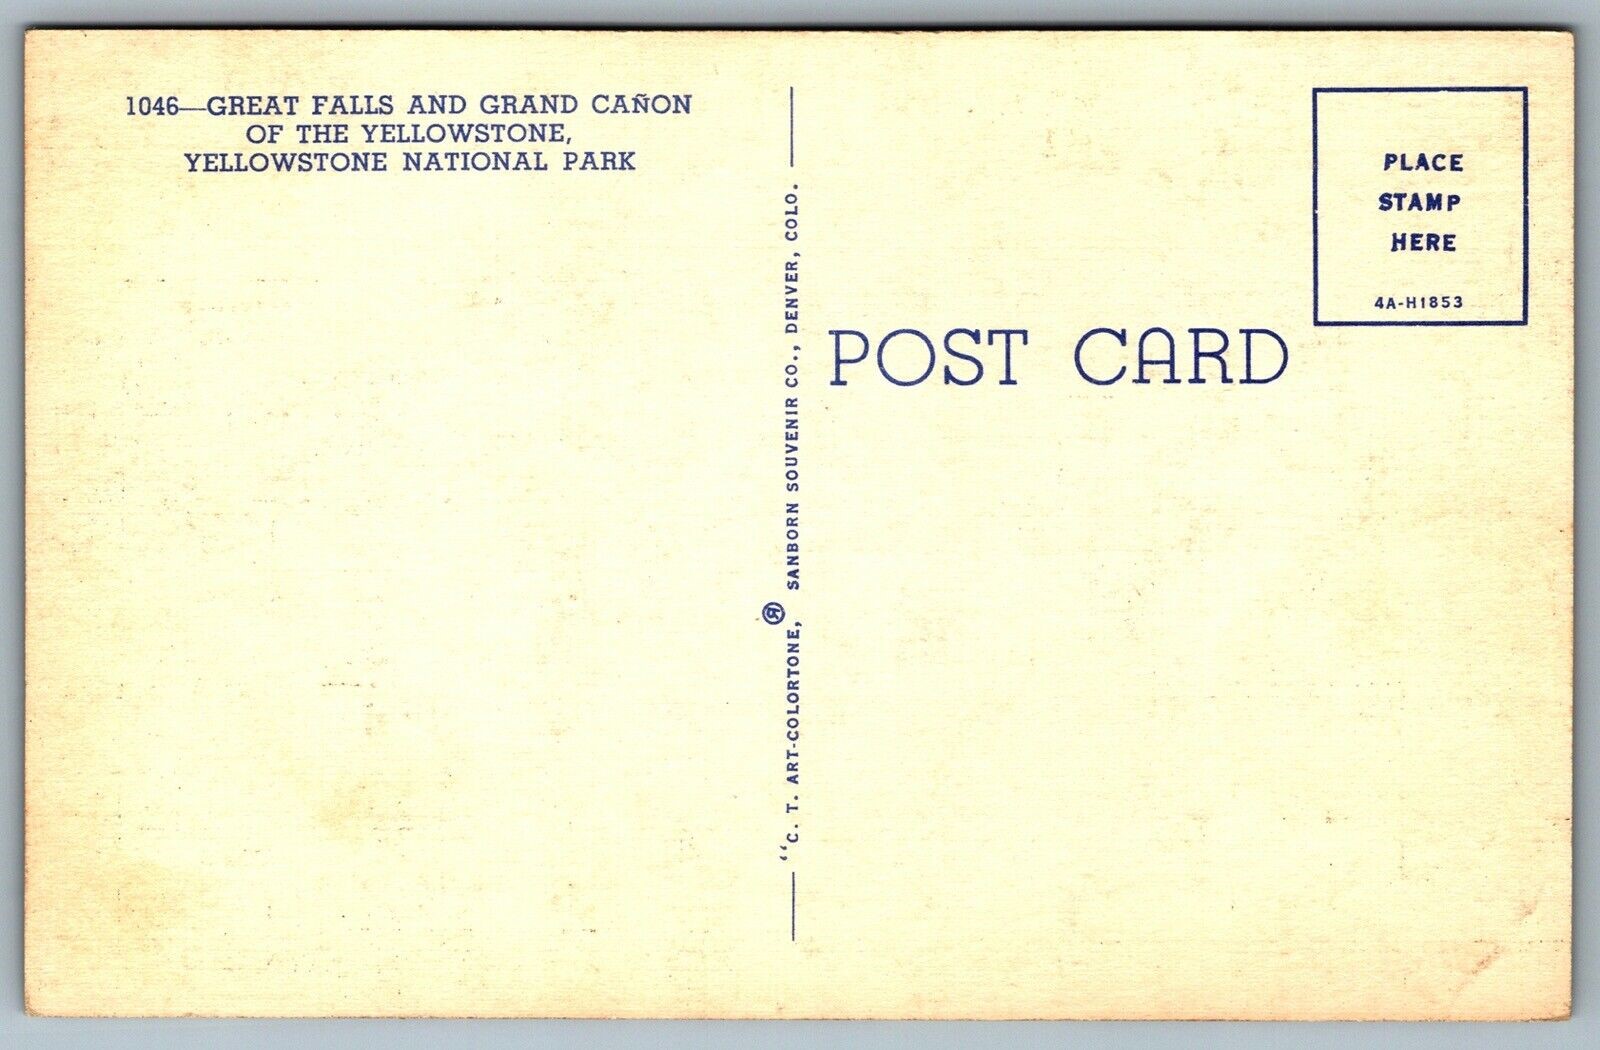 1046—GREAT FALLS AND GRAND CAÑON
OF THE YELLOWSTONE,
YELLOWSTONE NATIONAL PARK
"C. T. ART-COLORTONE, ® SANBORN SOUVENIR CO., DENVER, COLO.
POST CARD
PLACE
STAMP
HERE
4A-H1853